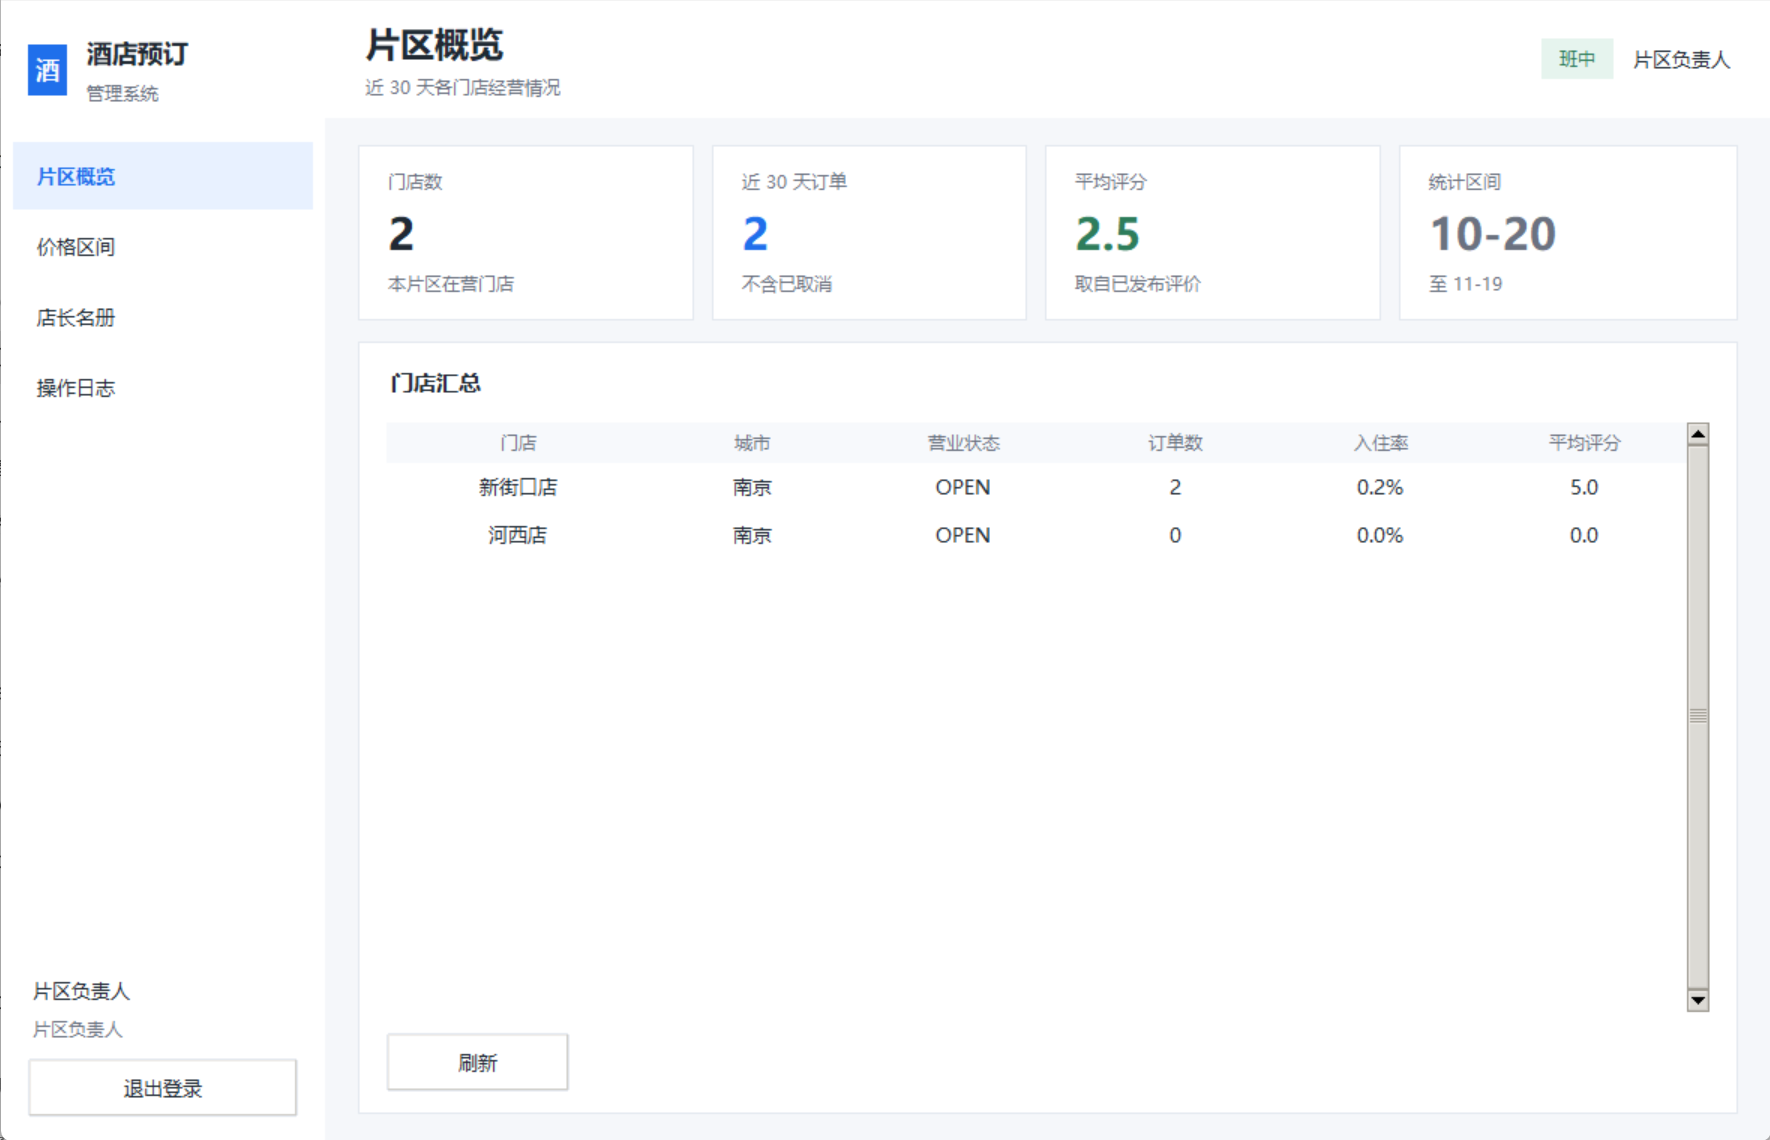 酒
酒店预订
管理系统
片区概览
价格区间
店长名册
操作日志
片区负责人
片区负责人
退出登录
片区概览
近 30 天各门店经营情况
班中 片区负责人
门店数
2
本片区在营门店
近 30 天订单
2
不含已取消
平均评分
2.5
取自已发布评价
统计区间
10-20
至 11-19
门店汇总
门店 城市 营业状态 订单数 入住率 平均评分
新街口店 南京 OPEN 2 0.2% 5.0
河西店 南京 OPEN 0 0.0% 0.0
刷新